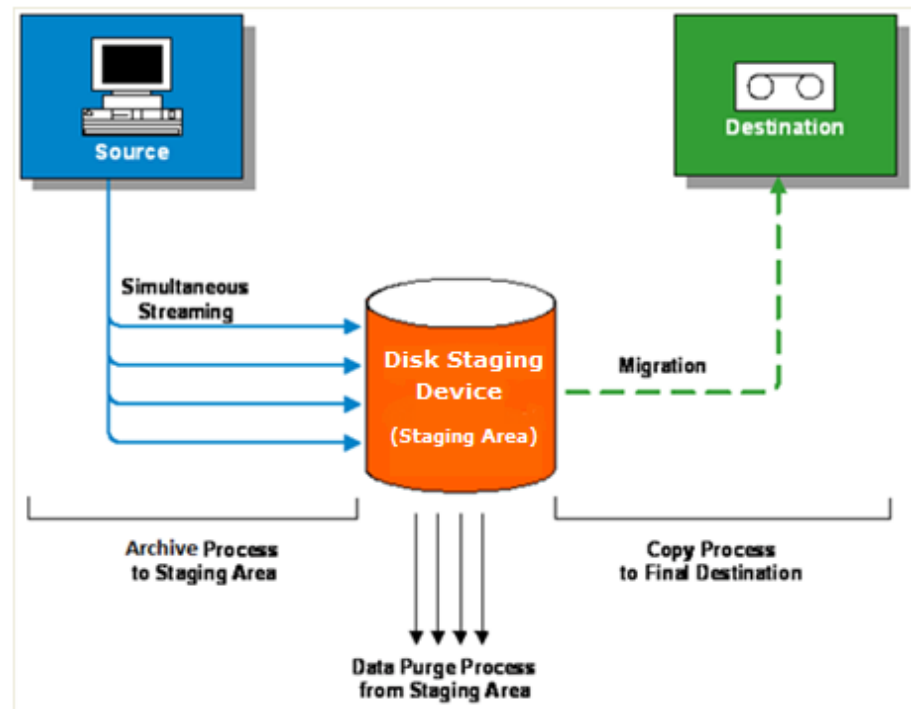 Source
Destination
Simultaneous
Streaming
Disk Staging
Device
(Staging Area)
Migration
Archive Process
to Staging Area
Copy Process
to Final Destination
Data Purge Process
from Staging Area